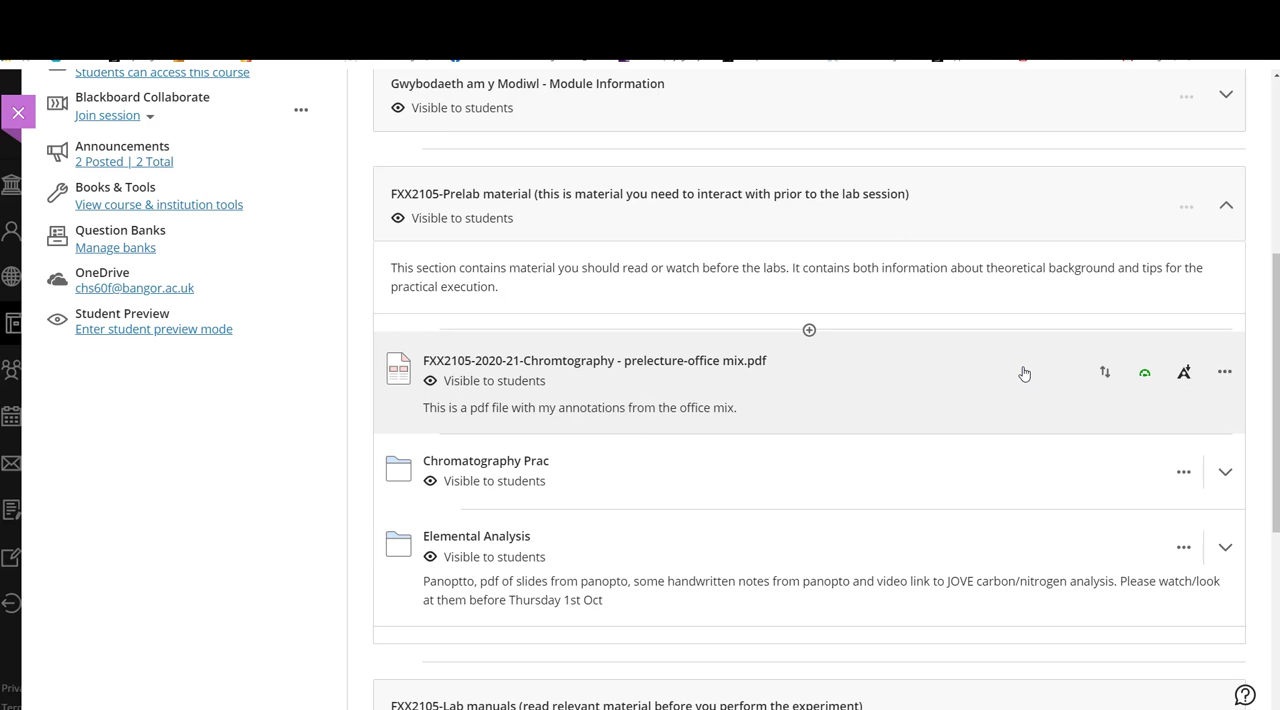 Students can access this course
Blackboard Collaborate
Join session
Announcements
2 Posted | 2 Total
Books & Tools
View course & institution tools
Question Banks
Manage banks
OneDrive
chs60f@bangor.ac.uk
Student Preview
Enter student preview mode
Gwybodaeth am y Modiwl - Module Information
Visible to students
FXX2105-Prelab material (this is material you need to interact with prior to the lab session)
Visible to students
This section contains material you should read or watch before the labs. It contains both information about theoretical background and tips for the
practical execution.
FXX2105-2020-21-Chromtography - prelecture-office mix.pdf
Visible to students
This is a pdf file with my annotations from the office mix.
Chromatography Prac
Visible to students
Elemental Analysis
Visible to students
Panoptto, pdf of slides from panopto, some handwritten notes from panopto and video link to JOVE carbon/nitrogen analysis. Please watch/look
at them before Thursday 1st Oct
FXX2105-Lab manuals (read relevant material before you perform the experiment)